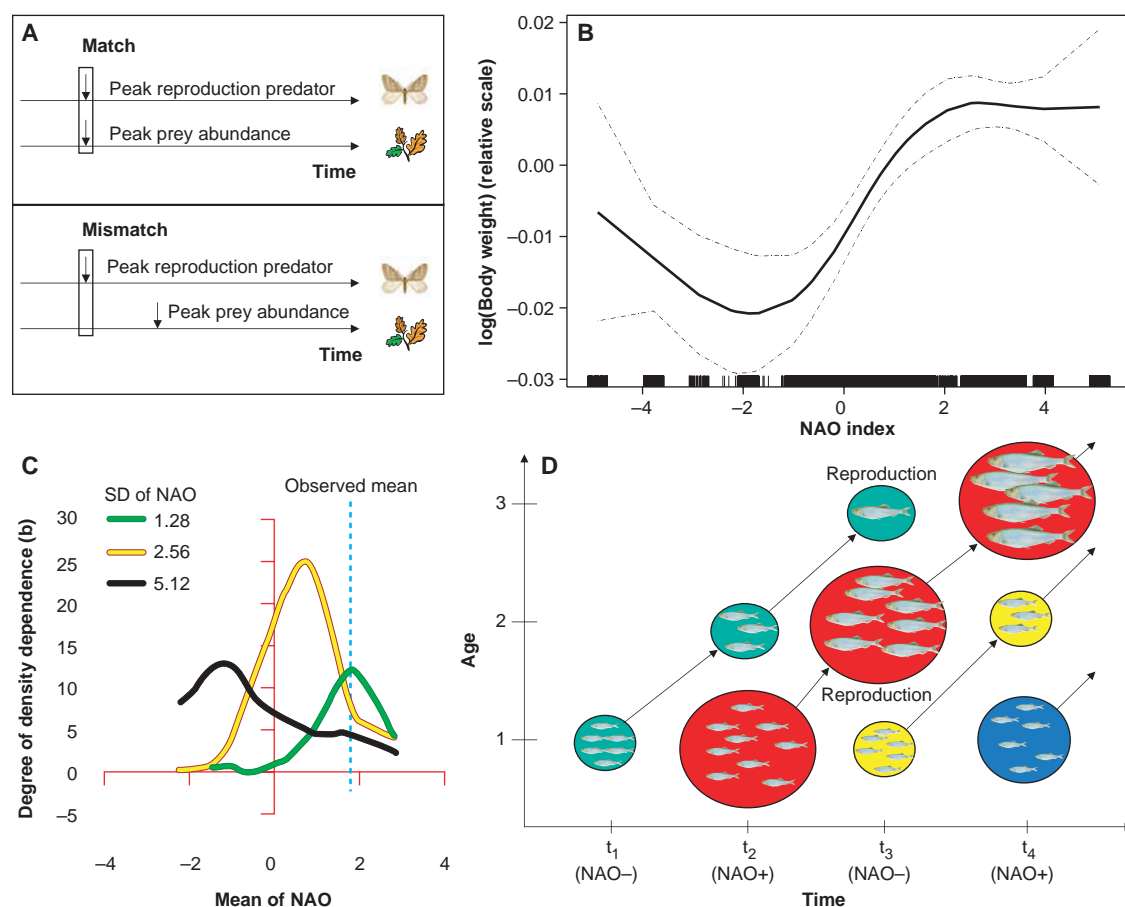 A
Match
Peak reproduction predator
Peak prey abundance
Time
Mismatch
Peak reproduction predator
Peak prey abundance
Time
B
log(Body weight) (relative scale)
0.02
0.01
0.00
–0.01
–0.02
–0.03
–4
–2
0
2
4
NAO index
C
SD of NAO
1.28
2.56
5.12
Observed mean
Degree of density dependence (b)
30
25
20
15
10
5
0
–5
–4
–2
0
2
4
Mean of NAO
D
Reproduction
Reproduction
Age
3
2
1
t1 t2 t3 t4
(NAO–) (NAO+) (NAO–) (NAO+)
Time